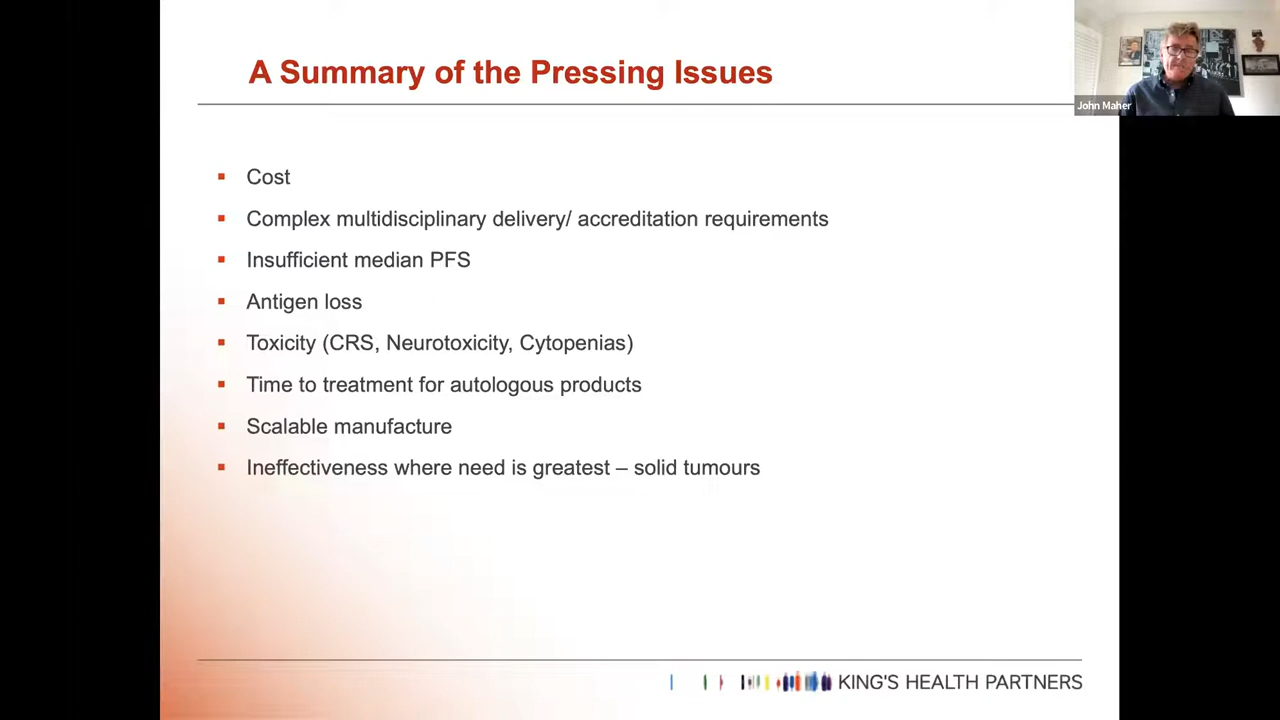 A Summary of the Pressing Issues
John Maher
Cost
Complex multidisciplinary delivery/ accreditation requirements
Insufficient median PFS
Antigen loss
Toxicity (CRS, Neurotoxicity, Cytopenias)
Time to treatment for autologous products
Scalable manufacture
Ineffectiveness where need is greatest – solid tumours
KING'S HEALTH PARTNERS